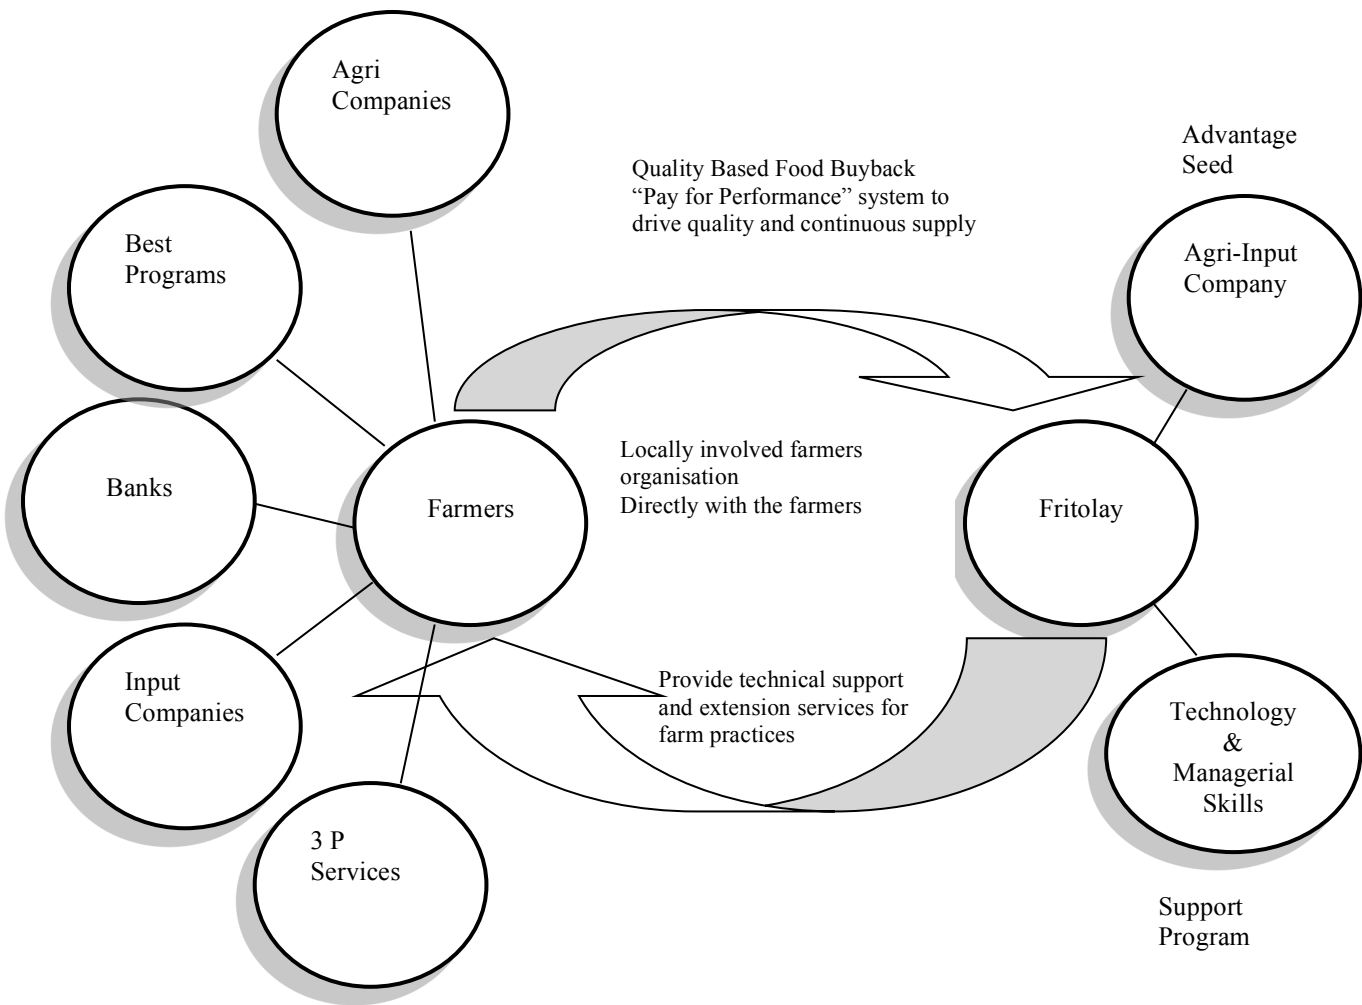 Agri
Companies
Advantage
Seed
Quality Based Food Buyback
“Pay for Performance” system to
drive quality and continuous supply
Best
Programs
Agri-Input
Company
Banks
Farmers
Locally involved farmers
organisation
Directly with the farmers
Fritolay
Input
Companies
Provide technical support
and extension services for
farm practices
Technology
&
Managerial
Skills
3 P
Services
Support
Program